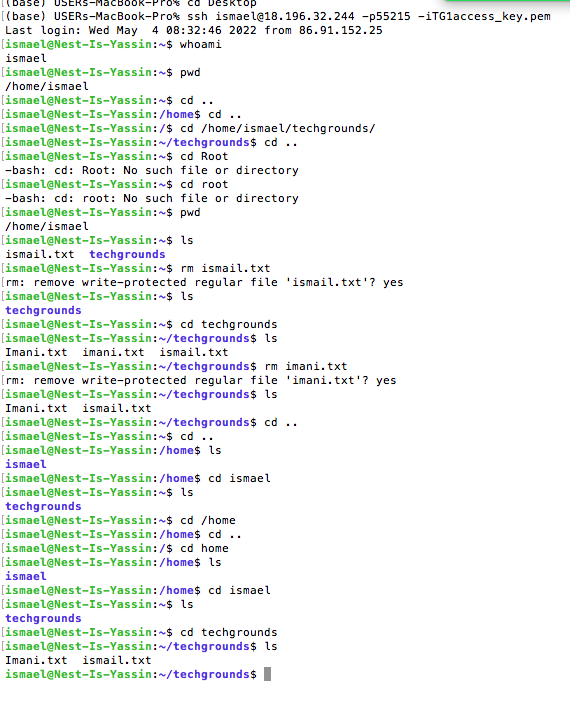 (base) USERs-MacBook-Pro% cd Desktop
(base) USERs-MacBook-Pro% ssh ismael@18.196.32.244 -p55215 -iTG1access_key.pem
Last login: Wed May  4 08:32:46 2022 from 86.91.152.25
ismael@Nest-Is-Yassin:~$ whoami
ismael
ismael@Nest-Is-Yassin:~$ pwd
/home/ismael
ismael@Nest-Is-Yassin:~$ cd ..
ismael@Nest-Is-Yassin:/home$ cd ..
ismael@Nest-Is-Yassin:/$ cd /home/ismael/techgrounds/
ismael@Nest-Is-Yassin:~/techgrounds$ cd ..
ismael@Nest-Is-Yassin:~$ cd Root
-bash: cd: Root: No such file or directory
ismael@Nest-Is-Yassin:~$ cd root
-bash: cd: root: No such file or directory
ismael@Nest-Is-Yassin:~$ pwd
/home/ismael
ismael@Nest-Is-Yassin:~$ ls
ismail.txt  techgrounds
ismael@Nest-Is-Yassin:~$ rm ismail.txt
rm: remove write-protected regular file 'ismail.txt'? yes
ismael@Nest-Is-Yassin:~$ ls
techgrounds
ismael@Nest-Is-Yassin:~$ cd techgrounds
ismael@Nest-Is-Yassin:~/techgrounds$ ls
Imani.txt  imani.txt  ismail.txt
ismael@Nest-Is-Yassin:~/techgrounds$ rm imani.txt
rm: remove write-protected regular file 'imani.txt'? yes
ismael@Nest-Is-Yassin:~/techgrounds$ ls
Imani.txt  ismail.txt
ismael@Nest-Is-Yassin:~/techgrounds$ cd ..
ismael@Nest-Is-Yassin:~$ cd ..
ismael@Nest-Is-Yassin:/home$ ls
ismael
ismael@Nest-Is-Yassin:/home$ cd ismael
ismael@Nest-Is-Yassin:~$ ls
techgrounds
ismael@Nest-Is-Yassin:~$ cd /home
ismael@Nest-Is-Yassin:/home$ cd ..
ismael@Nest-Is-Yassin:/$ cd home
ismael@Nest-Is-Yassin:/home$ ls
ismael
ismael@Nest-Is-Yassin:/home$ cd ismael
ismael@Nest-Is-Yassin:~$ ls
techgrounds
ismael@Nest-Is-Yassin:~$ cd techgrounds
ismael@Nest-Is-Yassin:~/techgrounds$ ls
Imani.txt  ismail.txt
ismael@Nest-Is-Yassin:~/techgrounds$